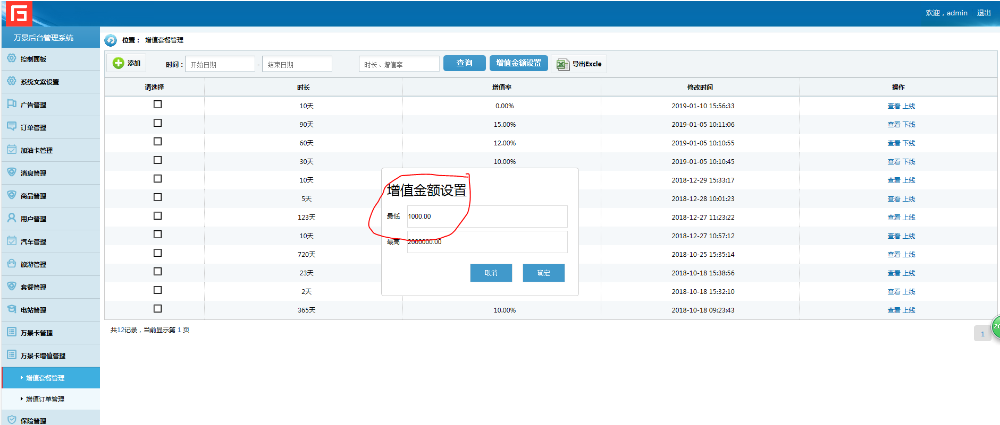 欢迎，admin | 退出
万景后台管理系统
控制面板
系统文案设置
广告管理
订单管理
加油卡管理
消息管理
商品管理
用户管理
汽车管理
旅游管理
套餐管理
电站管理
万景卡管理
万景卡增值管理
增值套餐管理
增值订单管理
保险管理
位置： 增值套餐管理
添加 时间： 开始日期 - 结束日期 时长、增值率 查询 增值金额设置 导出Excle
请选择 时长 增值率 修改时间 操作
10天 0.00% 2019-01-10 15:56:33 查看 上线
90天 15.00% 2019-01-05 10:11:06 查看 下线
60天 12.00% 2019-01-05 10:10:55 查看 下线
30天 10.00% 2019-01-05 10:10:45 查看 下线
10天 2018-12-29 15:33:17 查看 上线
5天 2018-12-28 10:01:23 查看 上线
123天 2018-12-27 11:23:22 查看 上线
10天 2018-12-27 10:57:12 查看 上线
720天 2018-10-25 15:35:14 查看 上线
23天 2018-10-18 15:38:56 查看 上线
2天 2018-10-18 15:32:10 查看 上线
365天 10.00% 2018-10-18 09:23:43 查看 上线
增值金额设置
最低 1000.00
最高 2000000.00
取消 确定
共12记录，当前显示第 1 页
1